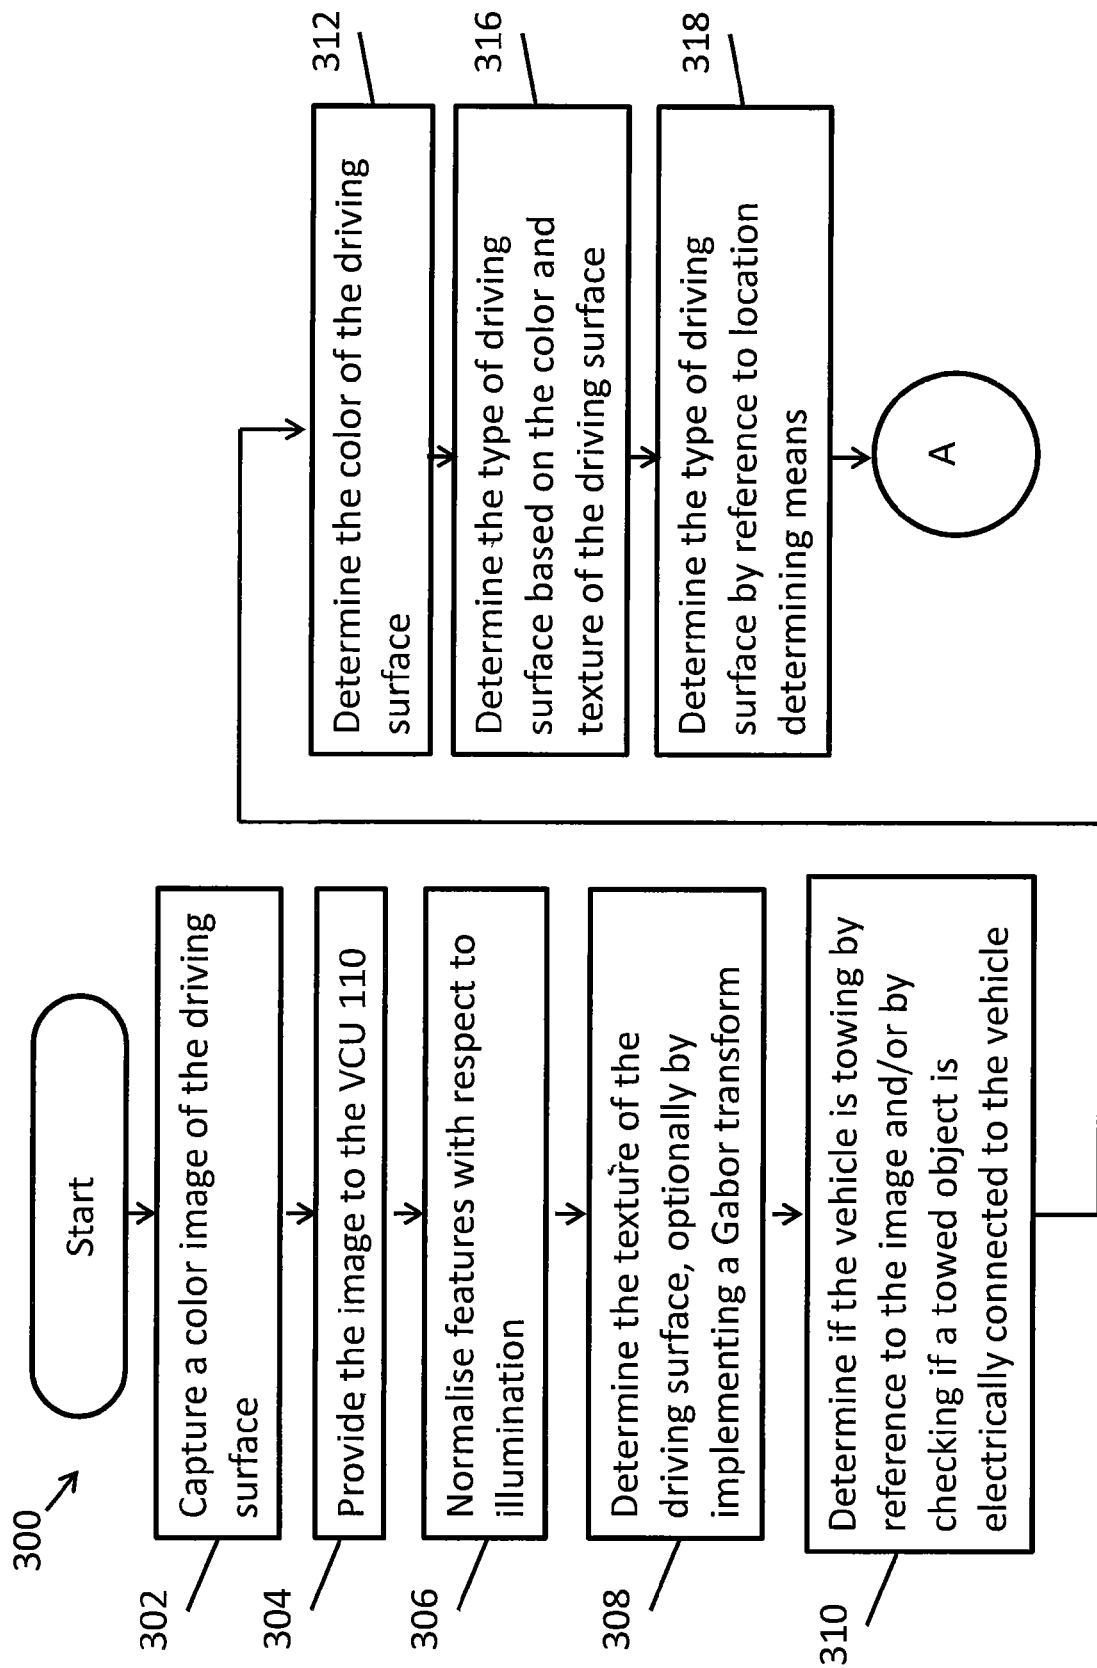 300
Start
302
Capture a color image of the driving
surface
304
Provide the image to the VCU 110
306
Normalise features with respect to
illumination
308
Determine the texture of the
driving surface, optionally by
implementing a Gabor transform
310
Determine if the vehicle is towing by
reference to the image and/or by
checking if a towed object is
electrically connected to the vehicle
312
Determine the color of the driving
surface
316
Determine the type of driving
surface based on the color and
texture of the driving surface
318
Determine the type of driving
surface by reference to location
determining means
A